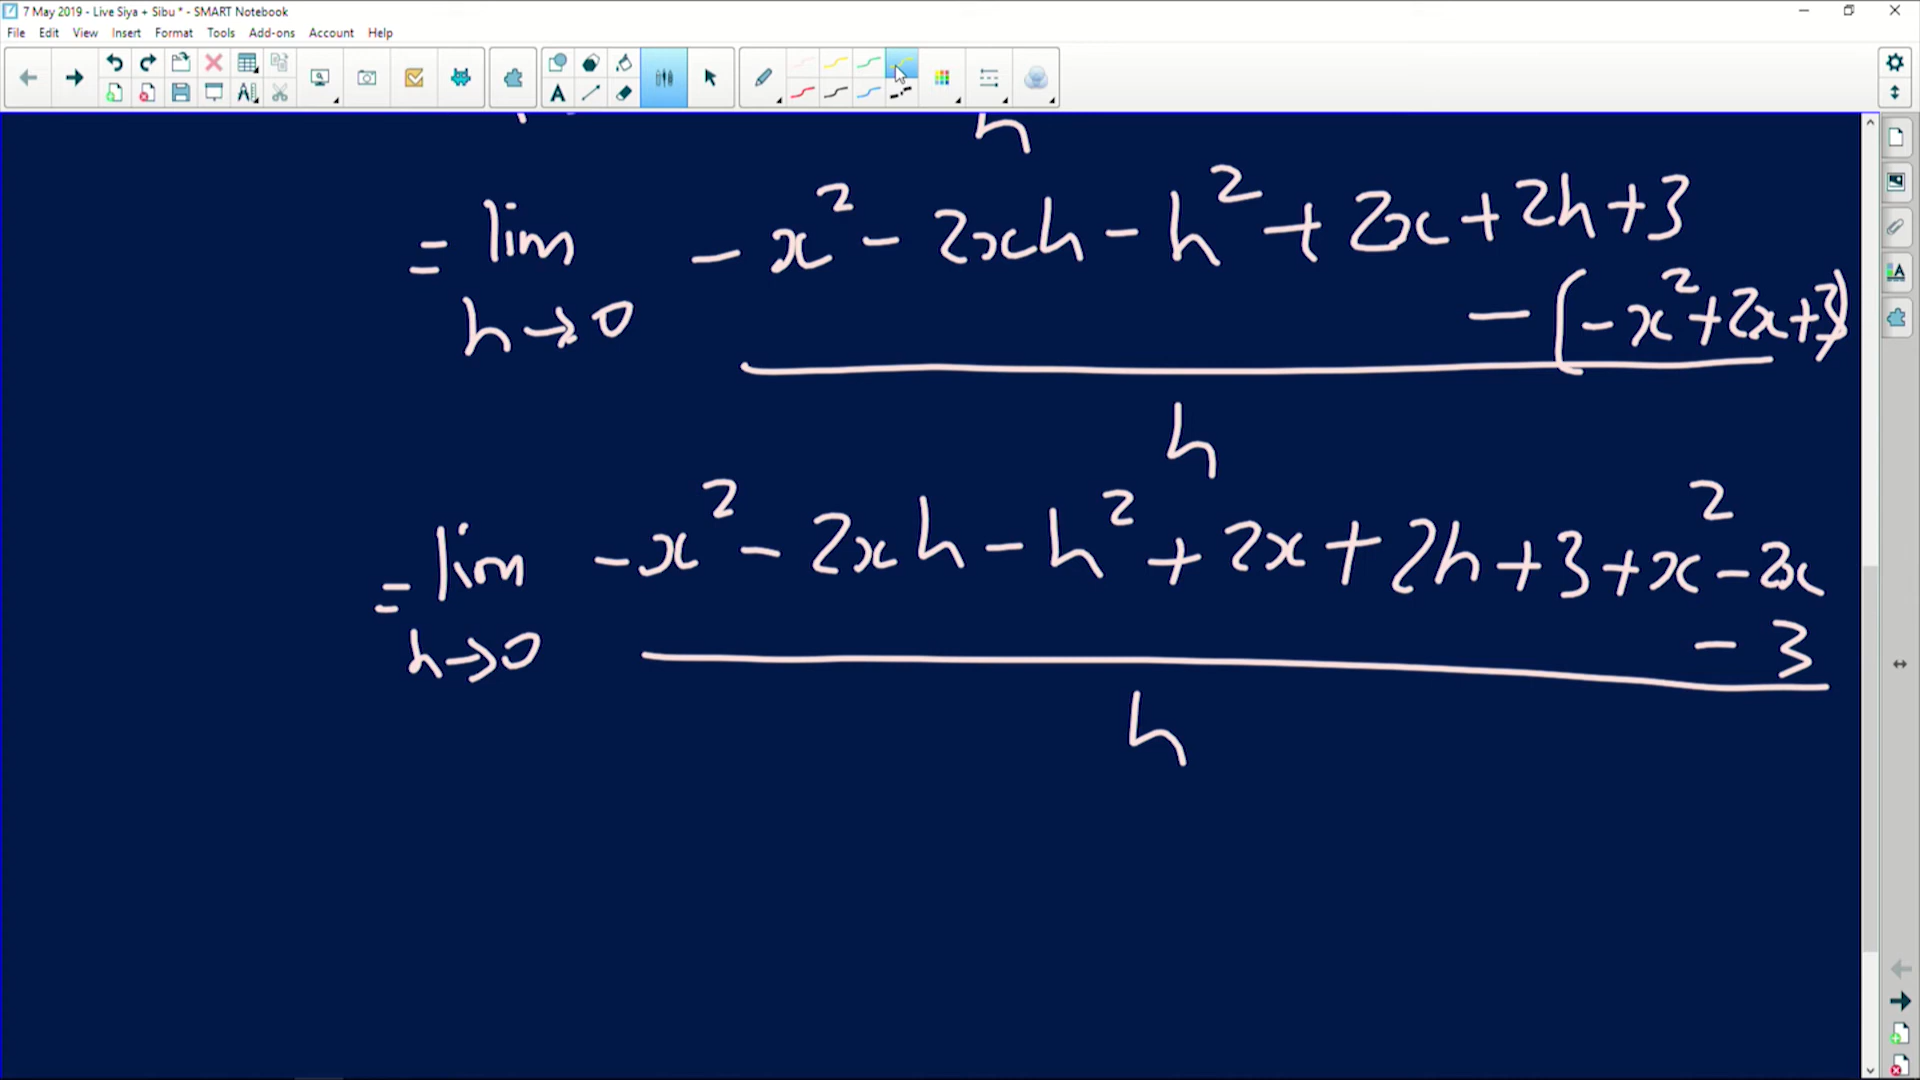 7 May 2019 - Live Siya + Sibu * - SMART Notebook
File Edit View Insert Format Tools Add-ons Account Help
h
= lim -x² - 2xh - h² + 2x + 2h + 3
h→0 - (-x² + 2x + 3)
h
= lim -x² - 2xh - h² + 2x + 2h + 3 + x² - 2x
h→0 - 3
h